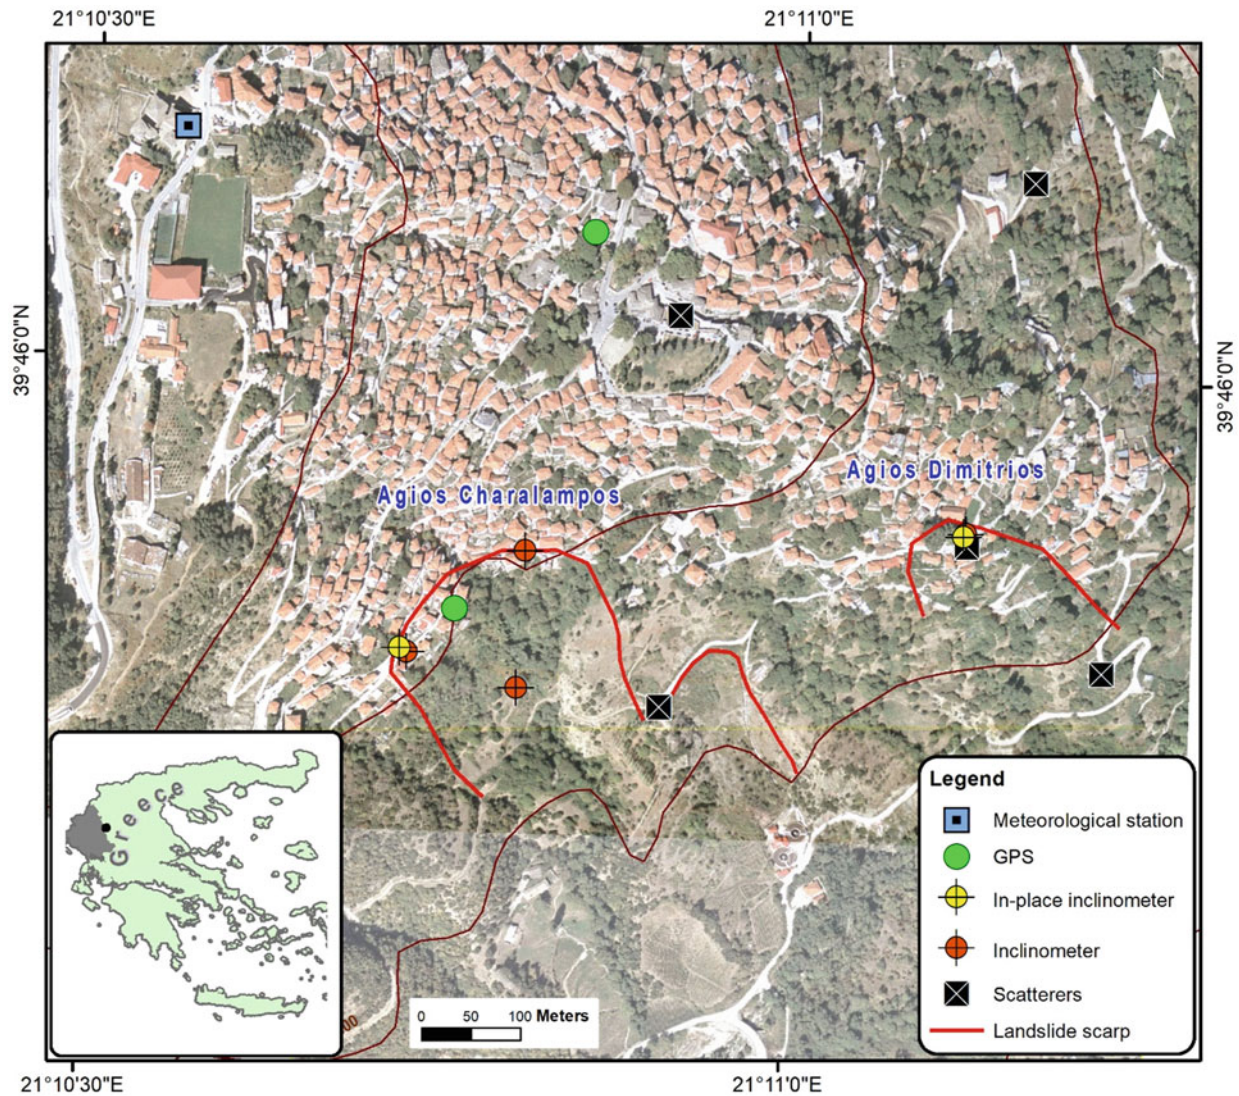 21°10'30"E
21°11'0"E
N
39°46'0"N
39°46'0"N
Agios Dimitrios
Agios Charalampos
Greece
Legend
Meteorological station
GPS
In-place inclinometer
Inclinometer
Scatterers
Landslide scarp
0 50 100 Meters
00
21°10'30"E
21°11'0"E